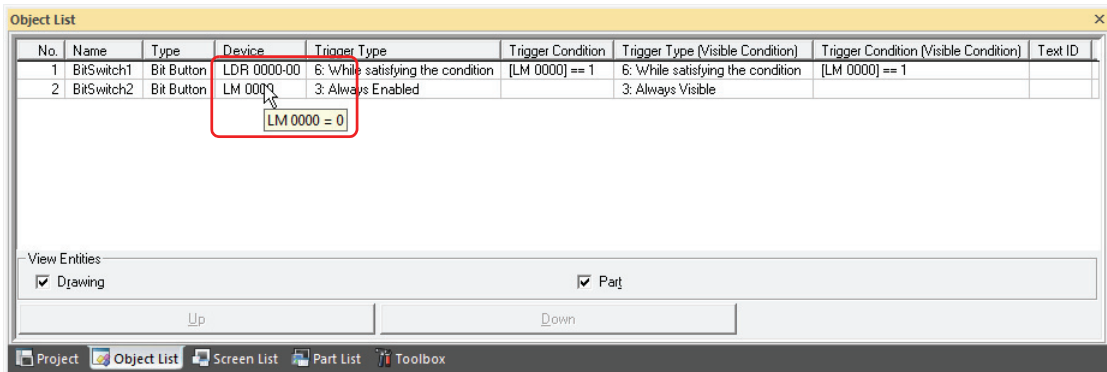 Object List
No. Name Type Device Trigger Type Trigger Condition Trigger Type (Visible Condition) Trigger Condition (Visible Condition) Text ID
1 BitSwitch1 Bit Button LDR 0000-00 6: While satisfying the condition [LM 0000] == 1 6: While satisfying the condition [LM 0000] == 1
2 BitSwitch2 Bit Button LM 0000 3: Always Enabled 3: Always Visible
LM 0000 = 0
View Entities
Drawing Part
Up Down
Project Object List Screen List Part List Toolbox